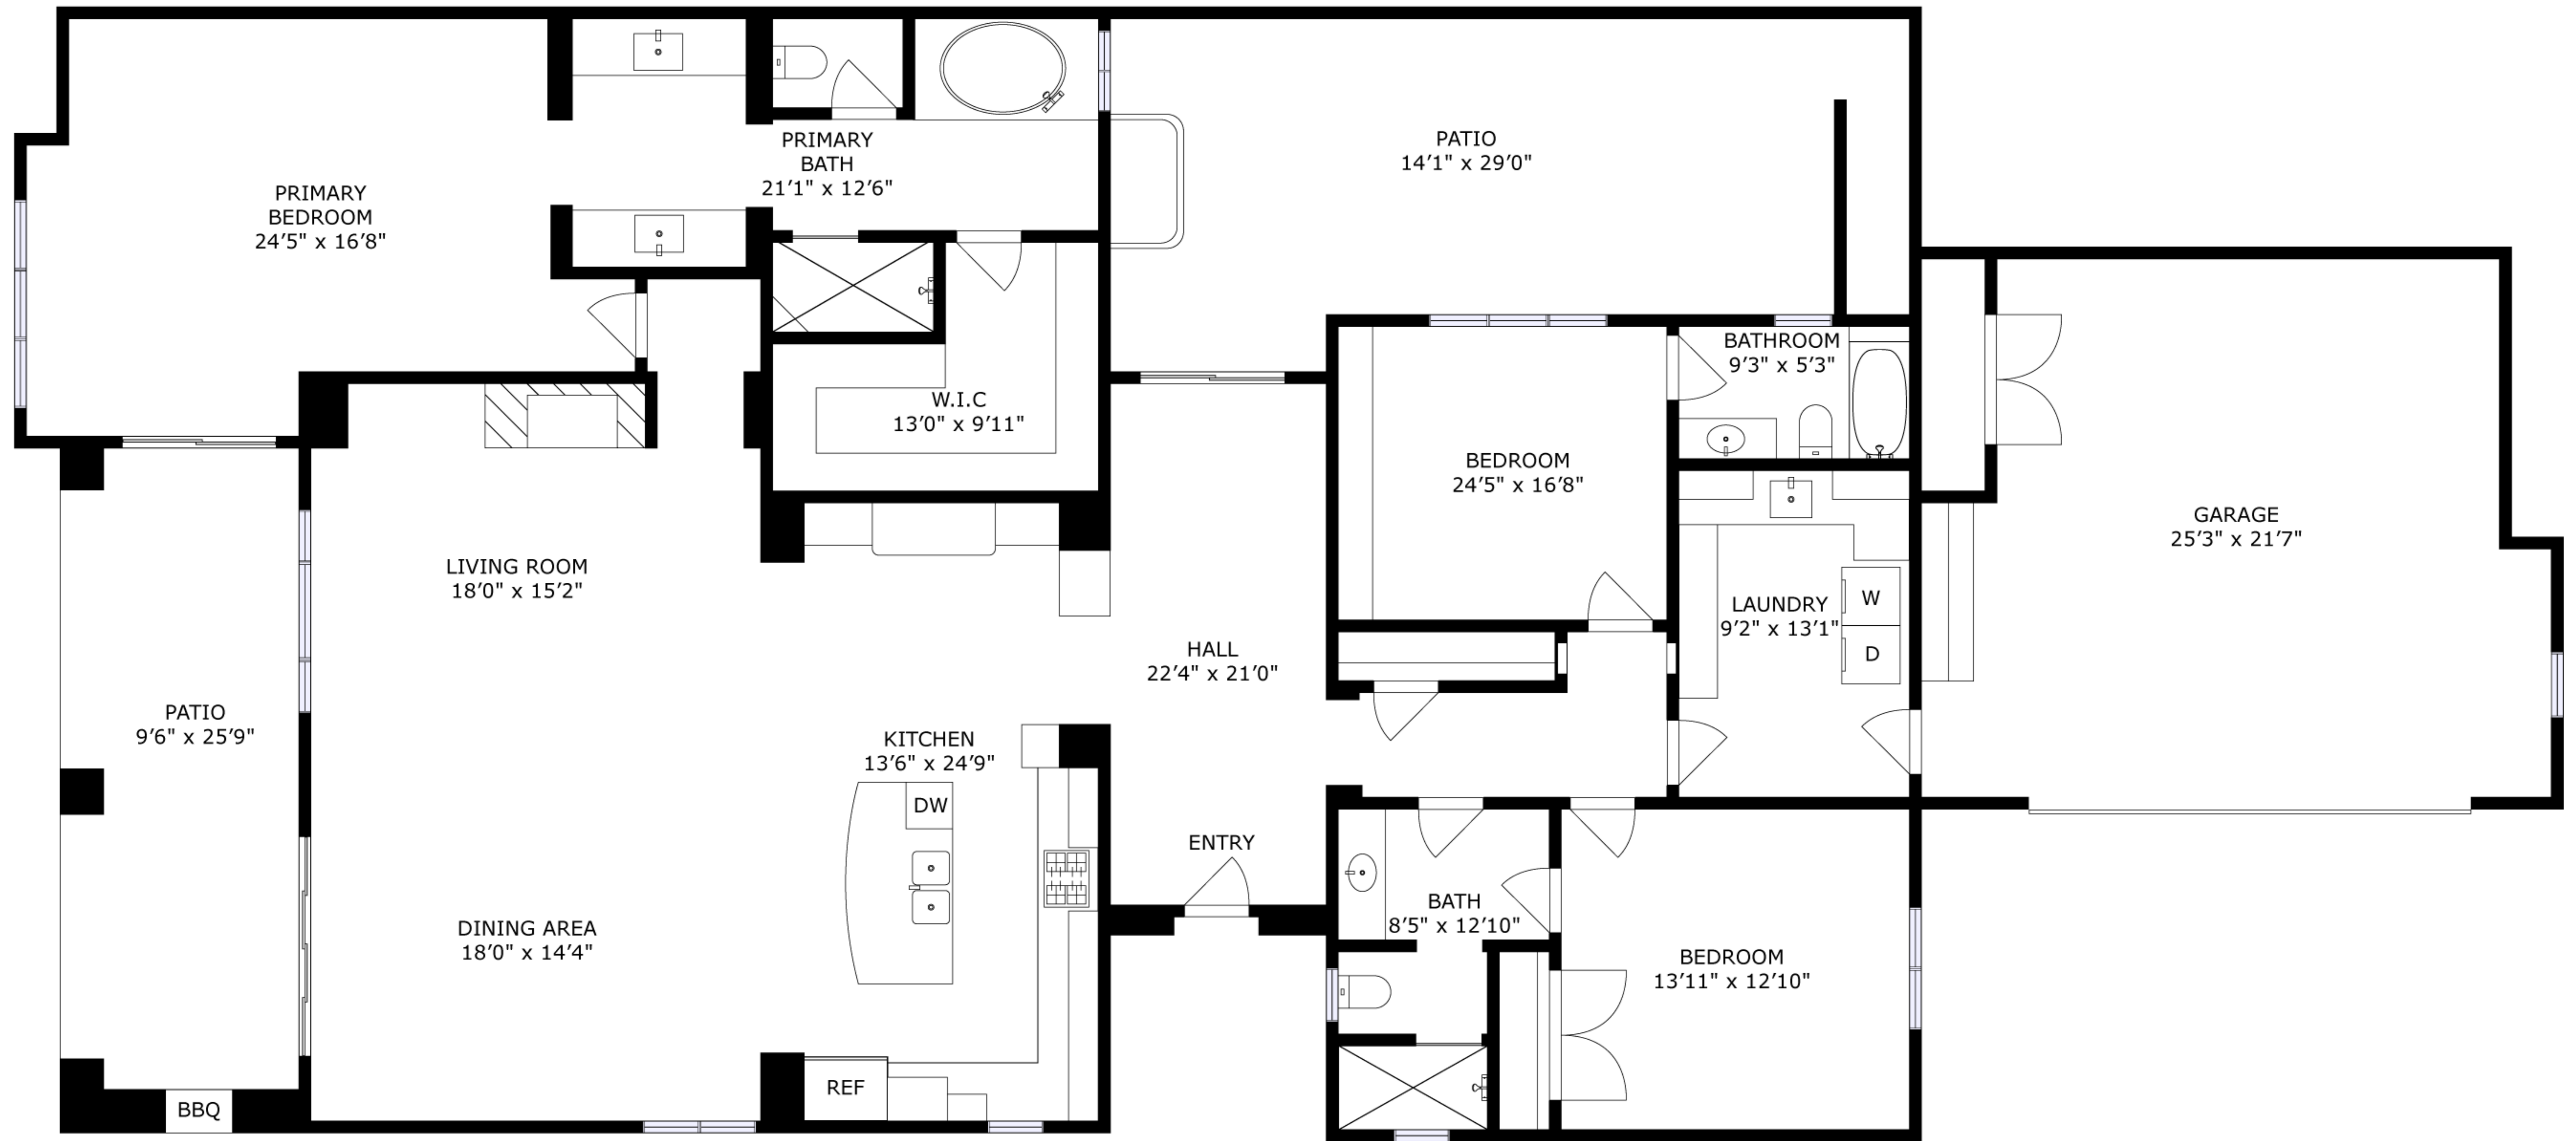 PRIMARY
BEDROOM
24'5" x 16'8"
PRIMARY
BATH
21'1" x 12'6"
PATIO
14'1" x 29'0"
W.I.C
13'0" x 9'11"
BEDROOM
24'5" x 16'8"
BATHROOM
9'3" x 5'3"
GARAGE
25'3" x 21'7"
LIVING ROOM
18'0" x 15'2"
HALL
22'4" x 21'0"
LAUNDRY
9'2" x 13'1"
W
D
PATIO
9'6" x 25'9"
KITCHEN
13'6" x 24'9"
DW
ENTRY
DINING AREA
18'0" x 14'4"
BATH
8'5" x 12'10"
BEDROOM
13'11" x 12'10"
REF
BBQ